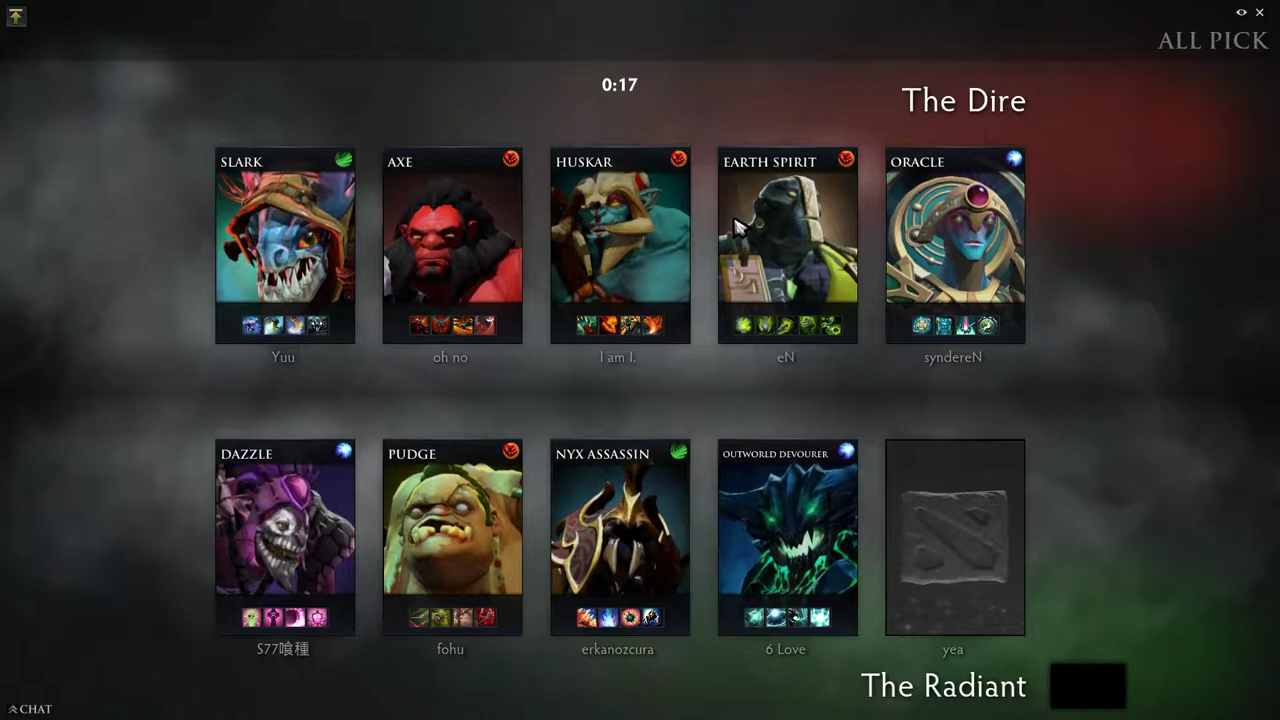 ALL PICK
0:17
The Dire
SLARK
AXE
HUSKAR
EARTH SPIRIT
ORACLE
Yuu
oh no
I am I.
eN
syndereN
DAZZLE
PUDGE
NYX ASSASSIN
OUTWORLD DEVOURER
S77喰種
fohu
erkanozcura
6 Love
yea
The Radiant
CHAT